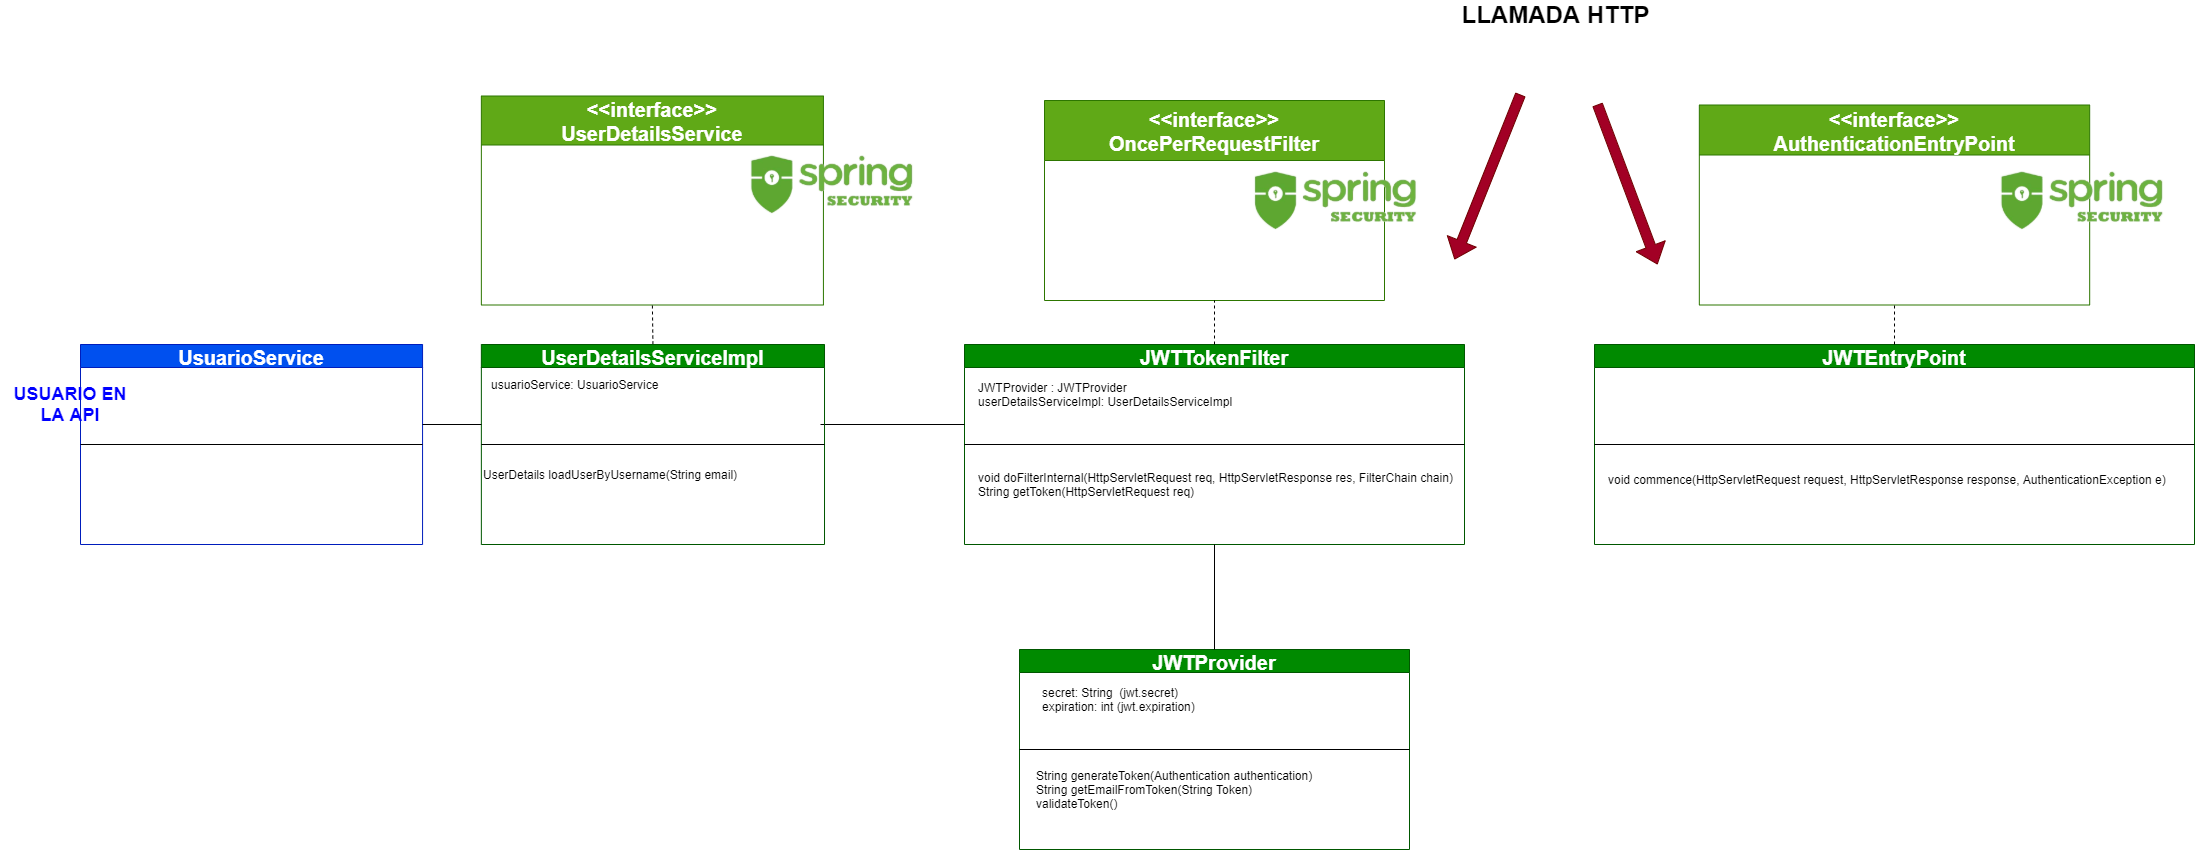 LLAMADA HTTP
<<interface>>
UserDetailsService
spring
SECURITY
<<interface>>
OncePerRequestFilter
spring
SECURITY
<<interface>>
AuthenticationEntryPoint
spring
SECURITY
UsuarioService
USUARIO EN
LA API
UserDetailsServiceImpl
usuarioService: UsuarioService
UserDetails loadUserByUsername(String email)
JWTTokenFilter
JWTProvider : JWTProvider
userDetailsServiceImpl: UserDetailsServiceImpl
void doFilterInternal(HttpServletRequest req, HttpServletResponse res, FilterChain chain)
String getToken(HttpServletRequest req)
JWTEntryPoint
void commence(HttpServletRequest request, HttpServletResponse response, AuthenticationException e)
JWTProvider
secret: String (jwt.secret)
expiration: int (jwt.expiration)
String generateToken(Authentication authentication)
String getEmailFromToken(String Token)
validateToken()